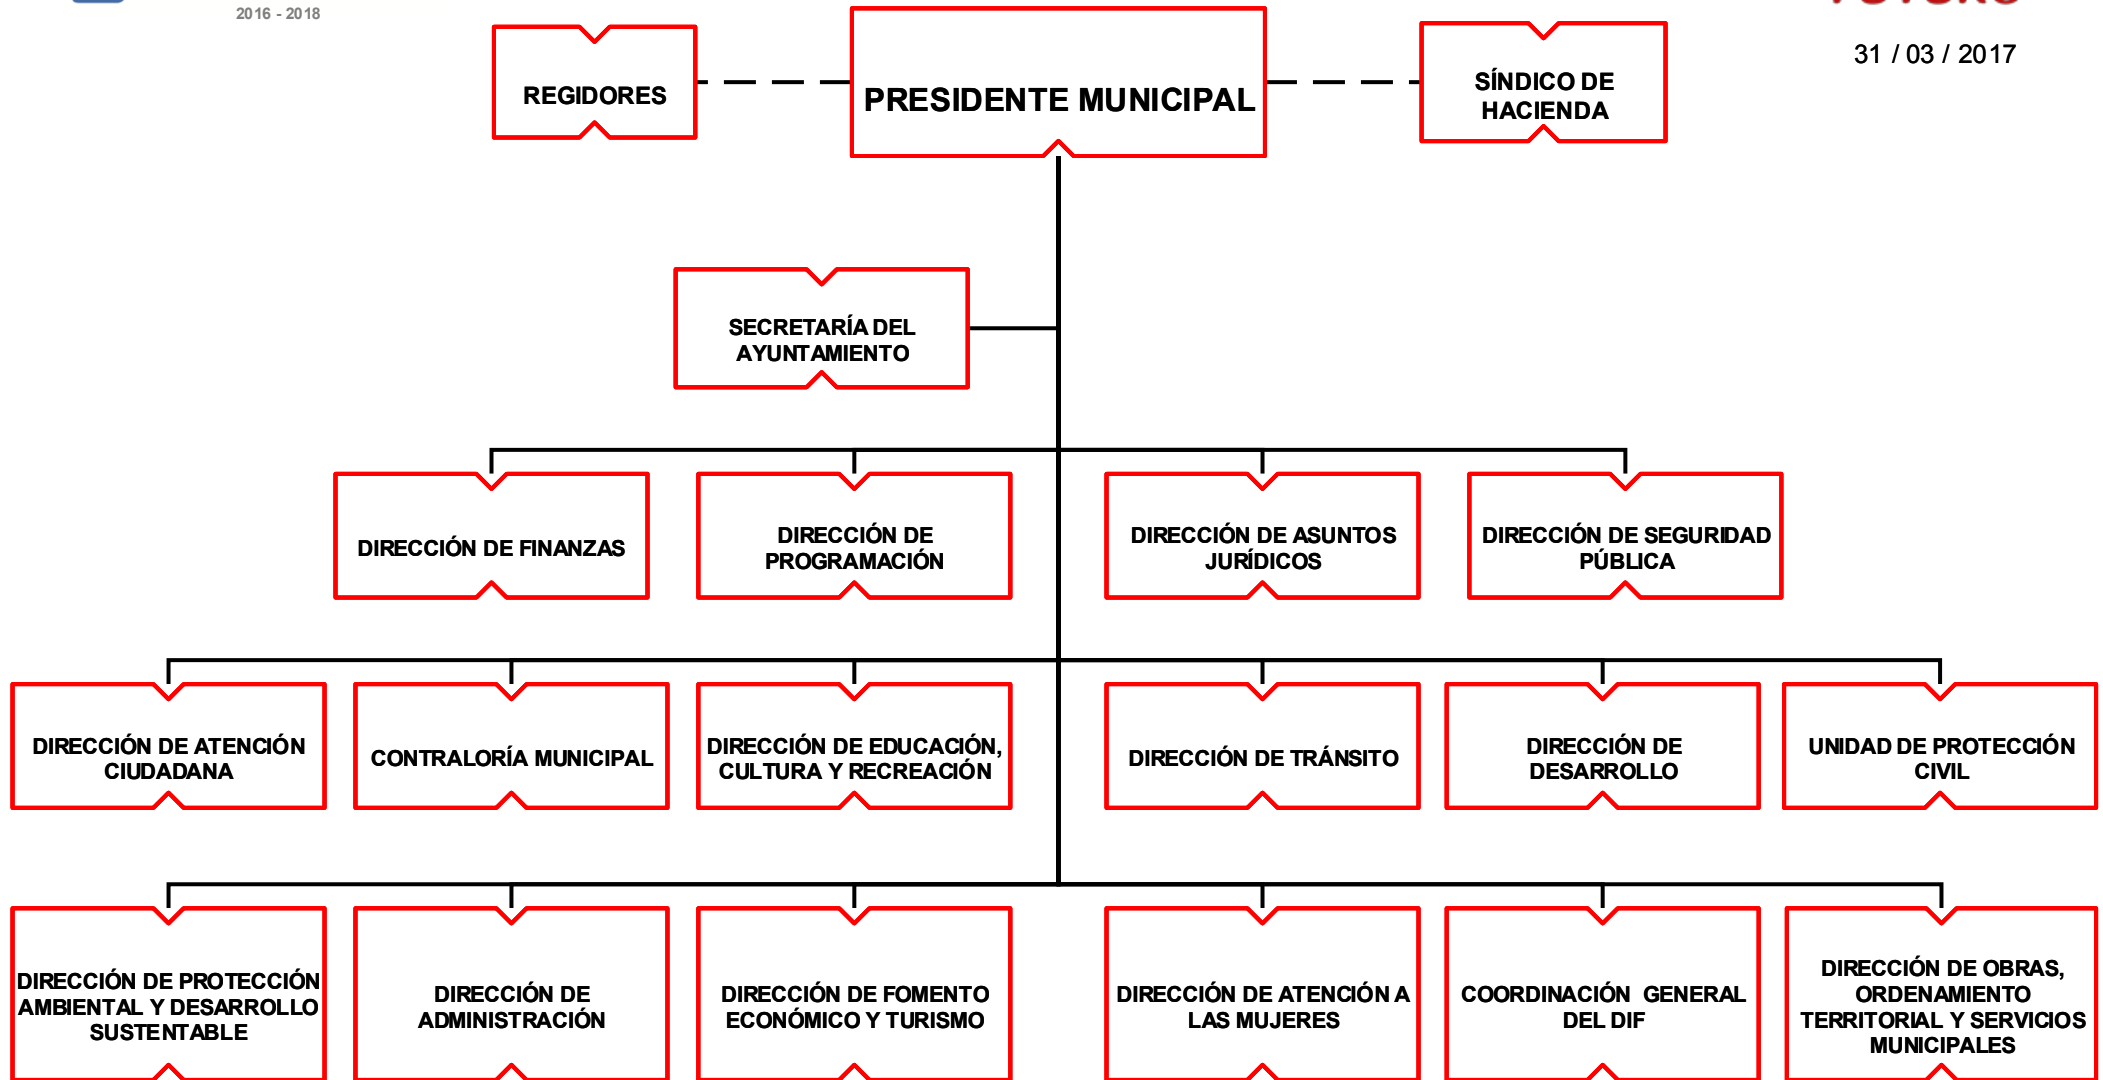 2016 - 2018
31 / 03 / 2017
REGIDORES
PRESIDENTE MUNICIPAL
SÍNDICO DE
HACIENDA
SECRETARÍA DEL
AYUNTAMIENTO
DIRECCIÓN DE FINANZAS
DIRECCIÓN DE
PROGRAMACIÓN
DIRECCIÓN DE ASUNTOS
JURÍDICOS
DIRECCIÓN DE SEGURIDAD
PÚBLICA
DIRECCIÓN DE ATENCIÓN
CIUDADANA
CONTRALORÍA MUNICIPAL
DIRECCIÓN DE EDUCACIÓN,
CULTURA Y RECREACIÓN
DIRECCIÓN DE TRÁNSITO
DIRECCIÓN DE
DESARROLLO
UNIDAD DE PROTECCIÓN
CIVIL
DIRECCIÓN DE PROTECCIÓN
AMBIENTAL Y DESARROLLO
SUSTENTABLE
DIRECCIÓN DE
ADMINISTRACIÓN
DIRECCIÓN DE FOMENTO
ECONÓMICO Y TURISMO
DIRECCIÓN DE ATENCIÓN A
LAS MUJERES
COORDINACIÓN GENERAL
DEL DIF
DIRECCIÓN DE OBRAS,
ORDENAMIENTO
TERRITORIAL Y SERVICIOS
MUNICIPALES